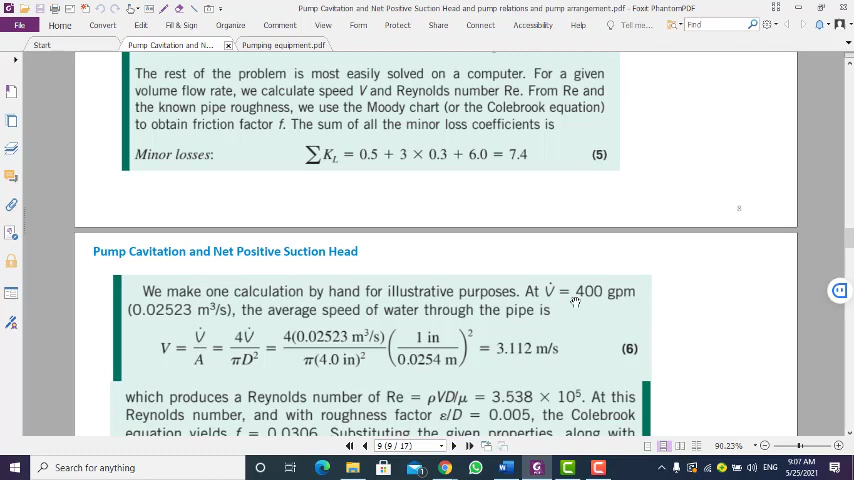 Pump Cavitation and Net Positive Suction Head and pump relations and pump arrangement.pdf - Foxit PhantomPDF
File Home Edit Fill & Sign Organize Convert Comment View Form Protect Share Connect Accessibility Help Tell me... Find
Start Pump Cavitation and N... Pumping equipment.pdf
The rest of the problem is most easily solved on a computer. For a given
volume flow rate, we calculate speed V and Reynolds number Re. From Re and
the known pipe roughness, we use the Moody chart (or the Colebrook equation)
to obtain friction factor f. The sum of all the minor loss coefficients is
Minor losses: ∑ K_L = 0.5 + 3 × 0.3 + 6.0 = 7.4 (5)
8
Pump Cavitation and Net Positive Suction Head
We make one calculation by hand for illustrative purposes. At V̇ = 400 gpm
(0.02523 m³/s), the average speed of water through the pipe is
V = V̇/A = 4V̇/πD² = 4(0.02523 m³/s)/π(4.0 in)² (1 in/0.0254 m)² = 3.112 m/s (6)
which produces a Reynolds number of Re = ρVD/μ = 3.538 × 10⁵. At this
Reynolds number, and with roughness factor ε/D = 0.005, the Colebrook
equation yields f = 0.0306. Substituting the given properties, along with
9 (9 / 17) 90.23%
Search for anything ENG 9:07 AM
5/25/2021